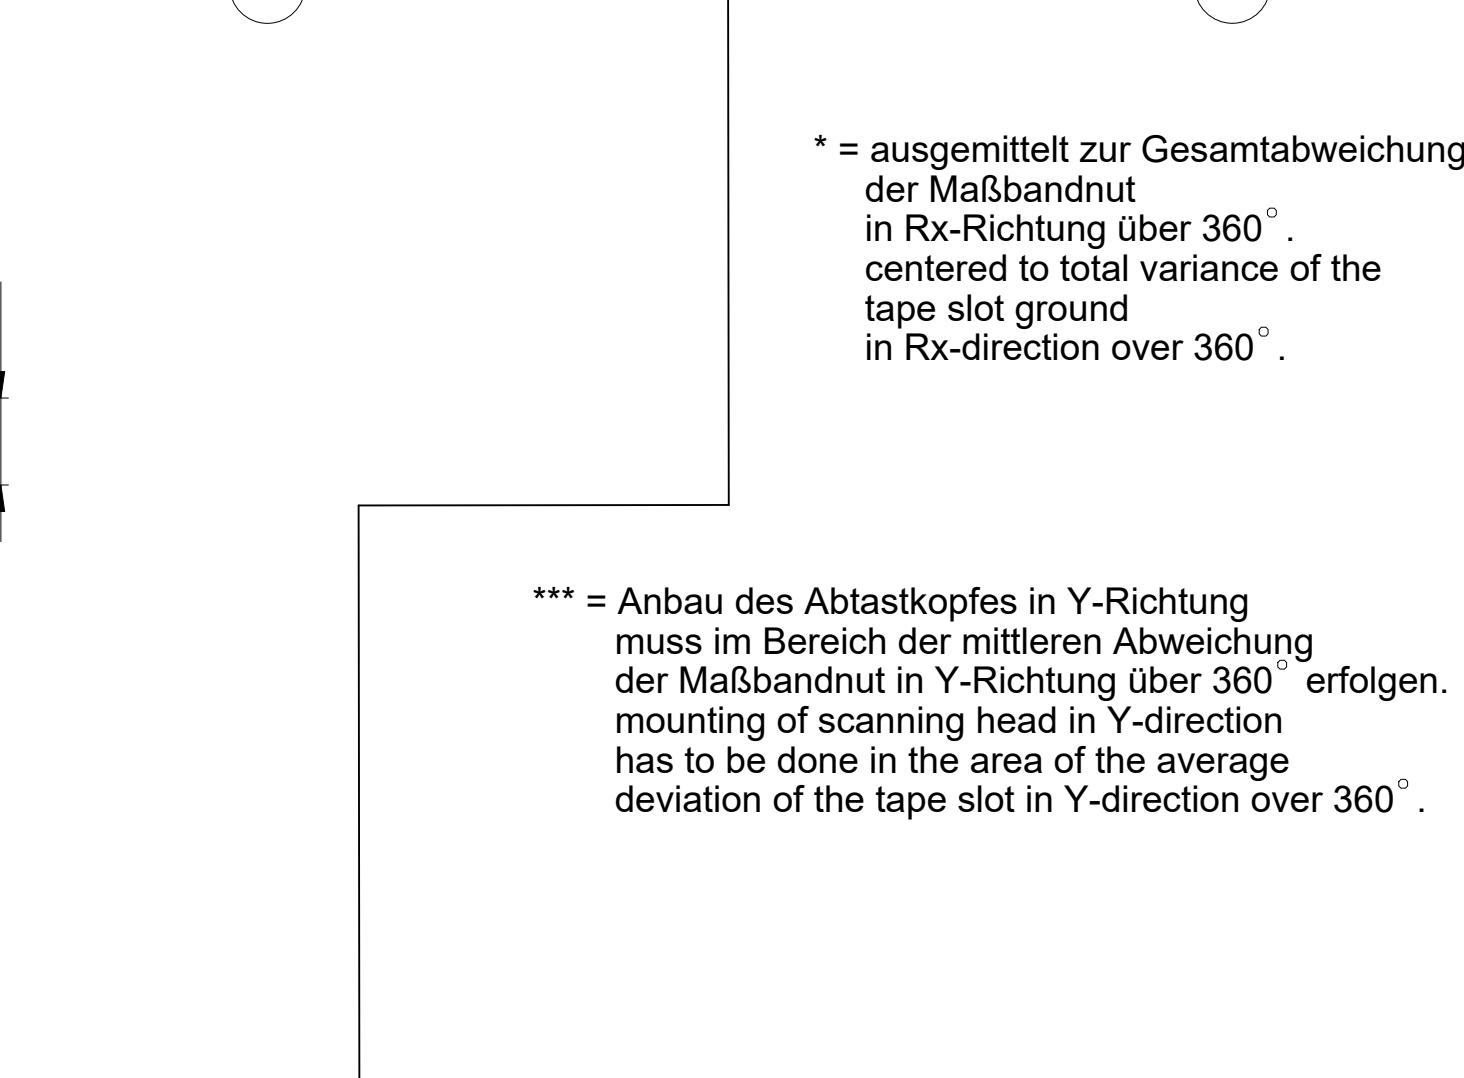 * = ausgemittelt zur Gesamtabweichung
der Maßbandnut
in Rx-Richtung über 360°.
centered to total variance of the
tape slot ground
in Rx-direction over 360°.
*** = Anbau des Abtastkopfes in Y-Richtung
muss im Bereich der mittleren Abweichung
der Maßbandnut in Y-Richtung über 360° erfolgen.
mounting of scanning head in Y-direction
has to be done in the area of the average
deviation of the tape slot in Y-direction over 360°.